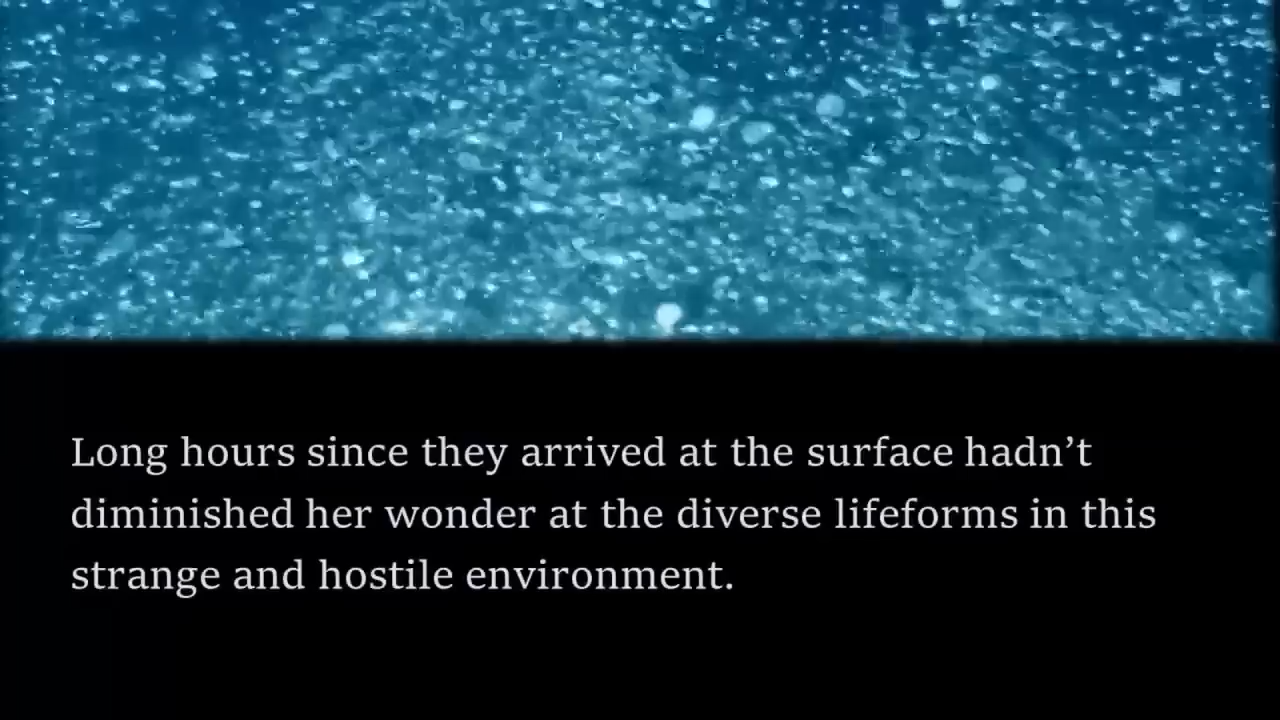 Long hours since they arrived at the surface hadn’t
diminished her wonder at the diverse lifeforms in this
strange and hostile environment.